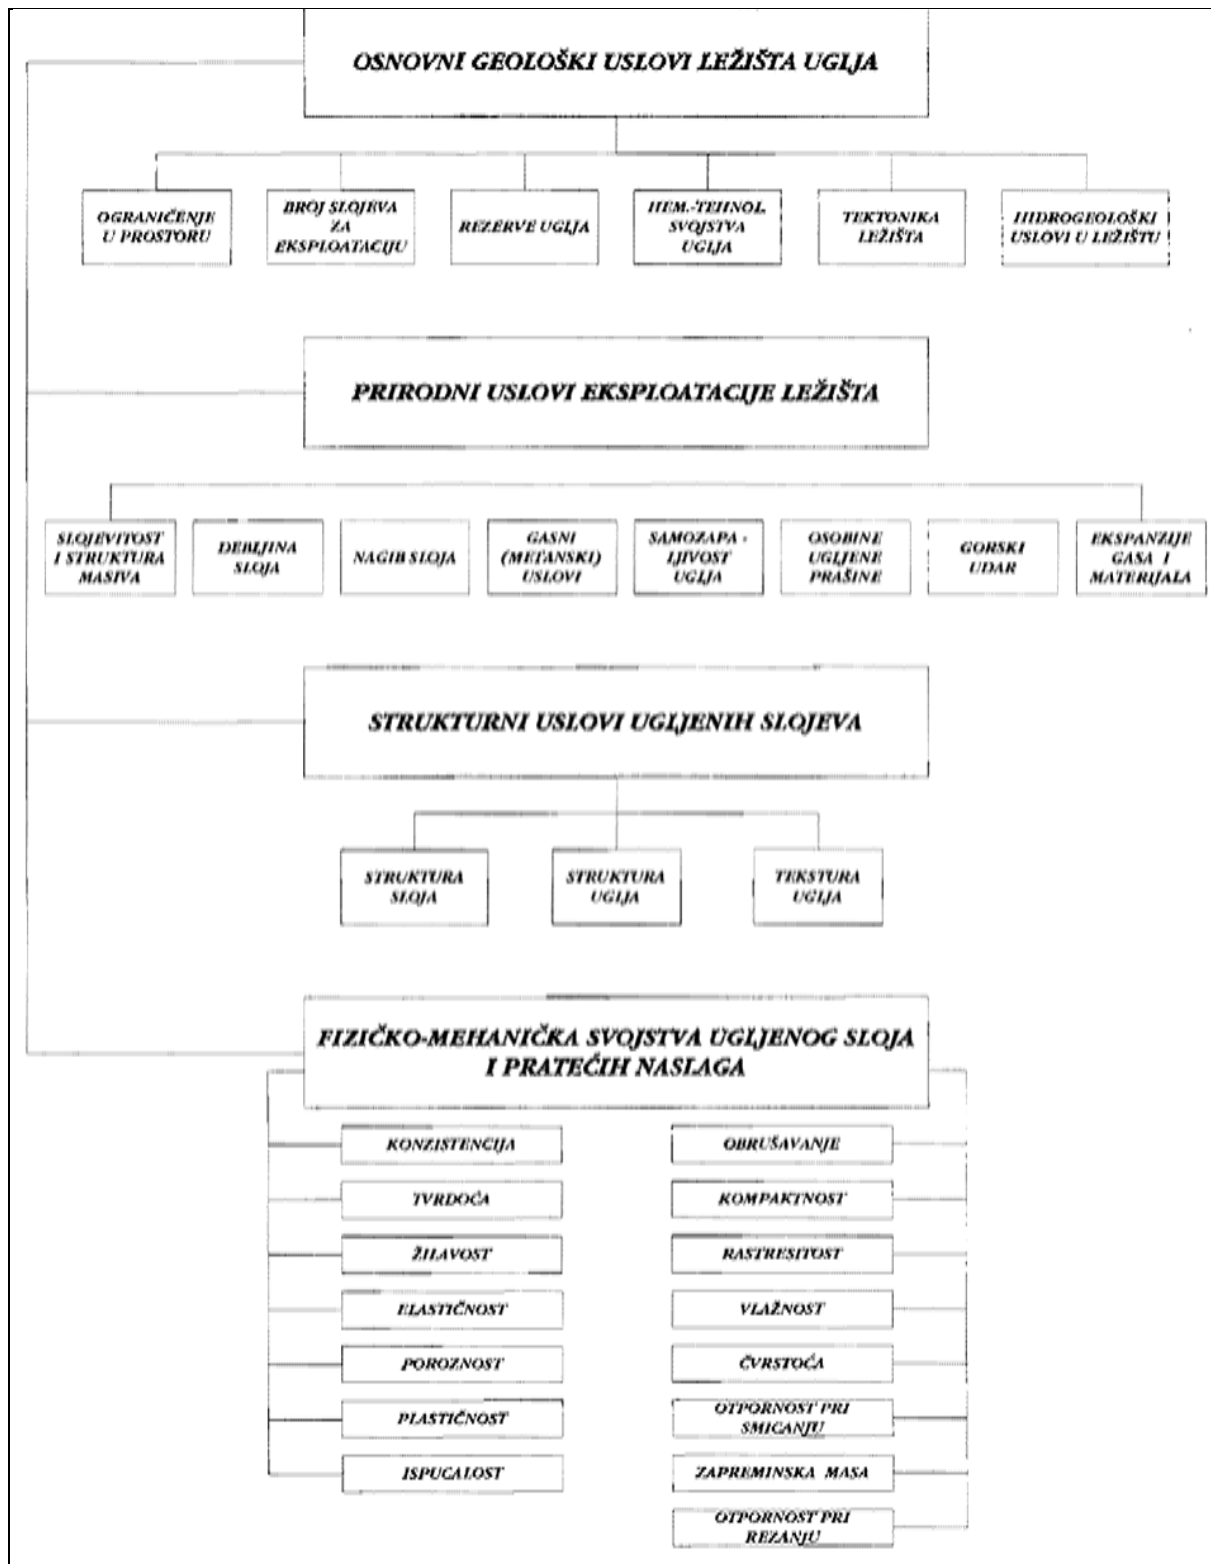 OSNOVNI GEOLOŠKI USLOVI LEŽIŠTA UGLJA
OGRANIČENJE
U PROSTORU
BROJ SLOJEVA
ZA
EKSPLOATACIJU
REZERVE UGLJA
HEM.-TEHNOL.
SVOJSTVA
UGLJA
TEKTONIKA
LEŽIŠTA
HIDROGEOLOŠKI
USLOVI U LEŽIŠTU
PRIRODNI USLOVI EKSPLOATACIJE LEŽIŠTA
SLOJEVITOST
I STRUKTURA
MASIVA
DEBLJINA
SLOJA
NAGIB SLOJA
GASNI
(METANSKI)
USLOVI
SAMOZAPA -
LJIVOST
UGLJA
OSOBINE
UGLJENE
PRAŠINE
GORSKI
UDAR
EKSPANZIJE
GASA I
MATERIJALA
STRUKTURNI USLOVI UGLJENIH SLOJEVA
STRUKTURA
SLOJA
STRUKTURA
UGLJA
TEKSTURA
UGLJA
FIZIČKO-MEHANIČKA SVOJSTVA UGLJENOG SLOJA
I PRATEĆIH NASLAGA
KONZISTENCIJA
TVRDOĆA
ŽILAVOST
ELASTIČNOST
POROZNOST
PLASTIČNOST
ISPUCALOST
OBRUŠAVANJE
KOMPAKTNOST
RASTRESITOST
VLAŽNOST
ČVRSTOĆA
OTPORNOST PRI
SMICANJU
ZAPREMINSKA MASA
OTPORNOST PRI
REZANJU